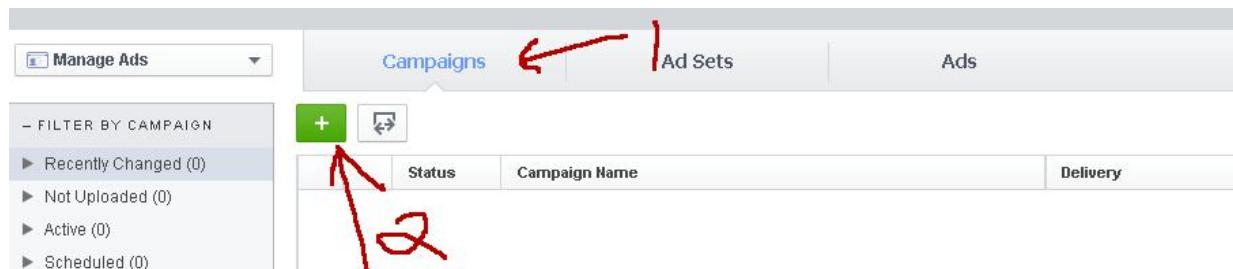 Manage Ads
Campaigns
1
Ad Sets
Ads
– FILTER BY CAMPAIGN
+
Recently Changed (0)
Status
Campaign Name
Delivery
Not Uploaded (0)
2
Active (0)
Scheduled (0)